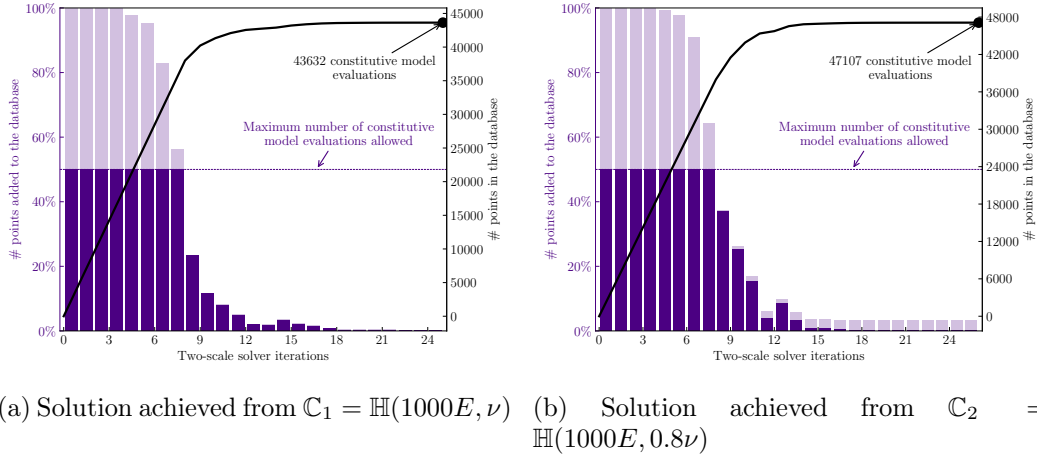 100%
80%
60%
40%
20%
0%
# points added to the database
45000
40000
35000
30000
25000
20000
15000
10000
5000
0
# points in the database
43632 constitutive model
evaluations
Maximum number of constitutive
model evaluations allowed
0 3 6 9 12 15 18 21 24
Two-scale solver iterations
100%
80%
60%
40%
20%
0%
# points added to the database
48000
42000
36000
30000
24000
18000
12000
6000
0
# points in the database
47107 constitutive model
evaluations
Maximum number of constitutive
model evaluations allowed
0 3 6 9 12 15 18 21 24
Two-scale solver iterations
a) Solution achieved from ℂ₁ = ℍ(1000E, ν)
(b) Solution achieved from ℂ₂ =
ℍ(1000E, 0.8ν)